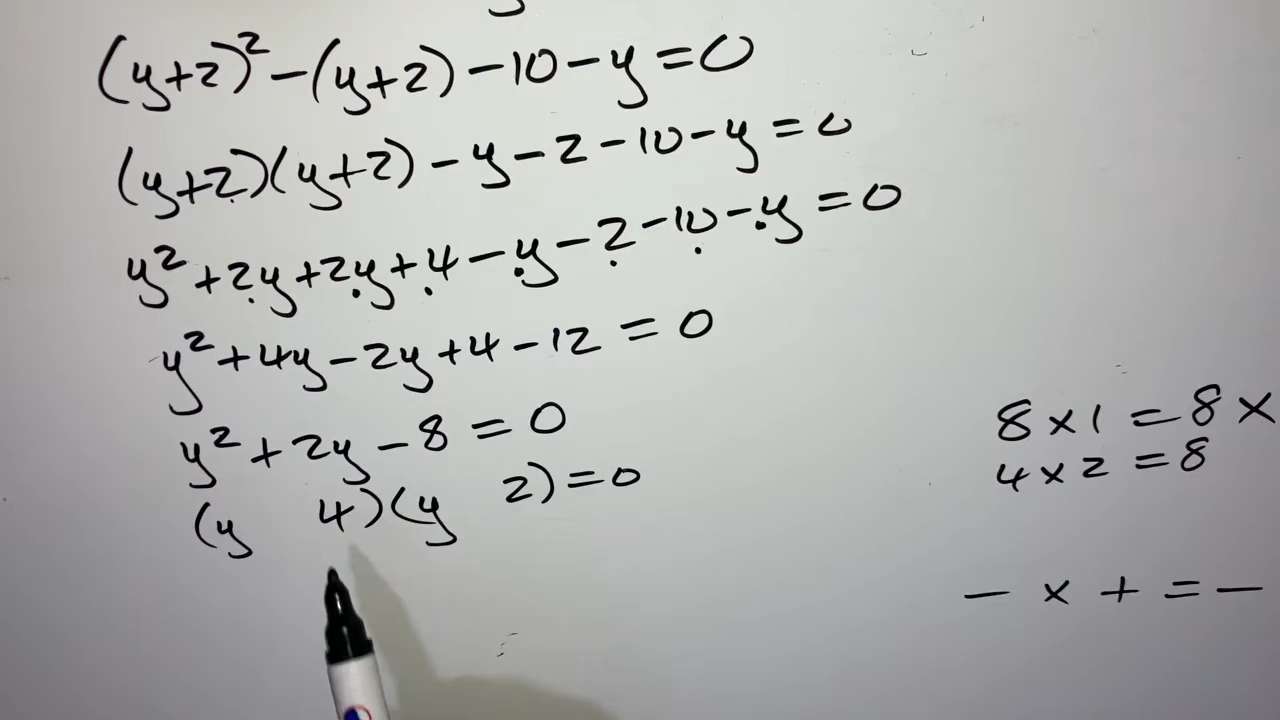 (y+2)²-(y+2)-10-y=0
(y+2)(y+2)-y-2-10-y=0
y²+2y+2y+4-y-2-10-y=0
y²+4y-2y+4-12=0
y²+2y-8=0
(y 4)(y 2)=0
8×1=8×
4×2=8
-×+=-